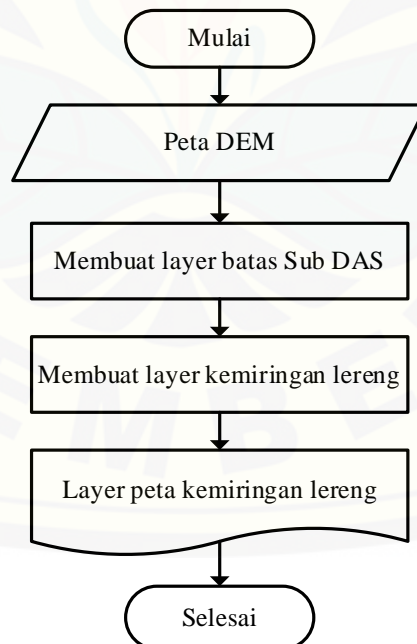 Mulai
Peta DEM
Membuat layer batas Sub DAS
Membuat layer kemiringan lereng
Layer peta kemiringan lereng
Selesai